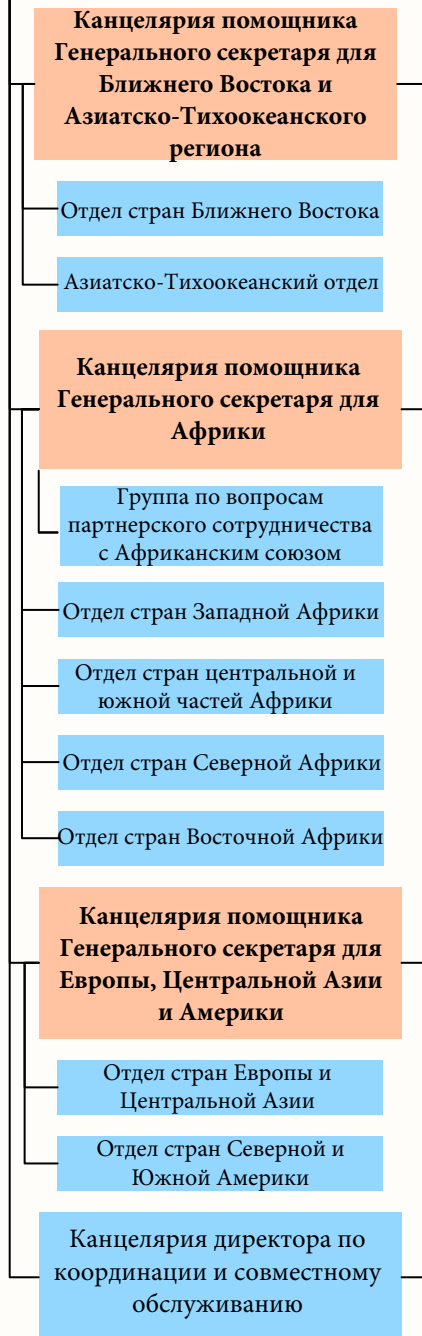 Канцелярия помощника
Генерального секретаря для
Ближнего Востока и
Азиатско-Тихоокеанского
региона
Отдел стран Ближнего Востока
Азиатско-Тихоокеанский отдел
Канцелярия помощника
Генерального секретаря для
Африки
Группа по вопросам
партнерского сотрудничества
с Африканским союзом
Отдел стран Западной Африки
Отдел стран центральной и
южной частей Африки
Отдел стран Северной Африки
Отдел стран Восточной Африки
Канцелярия помощника
Генерального секретаря для
Европы, Центральной Азии
и Америки
Отдел стран Европы и
Центральной Азии
Отдел стран Северной и
Южной Америки
Канцелярия директора по
координации и совместному
обслуживанию